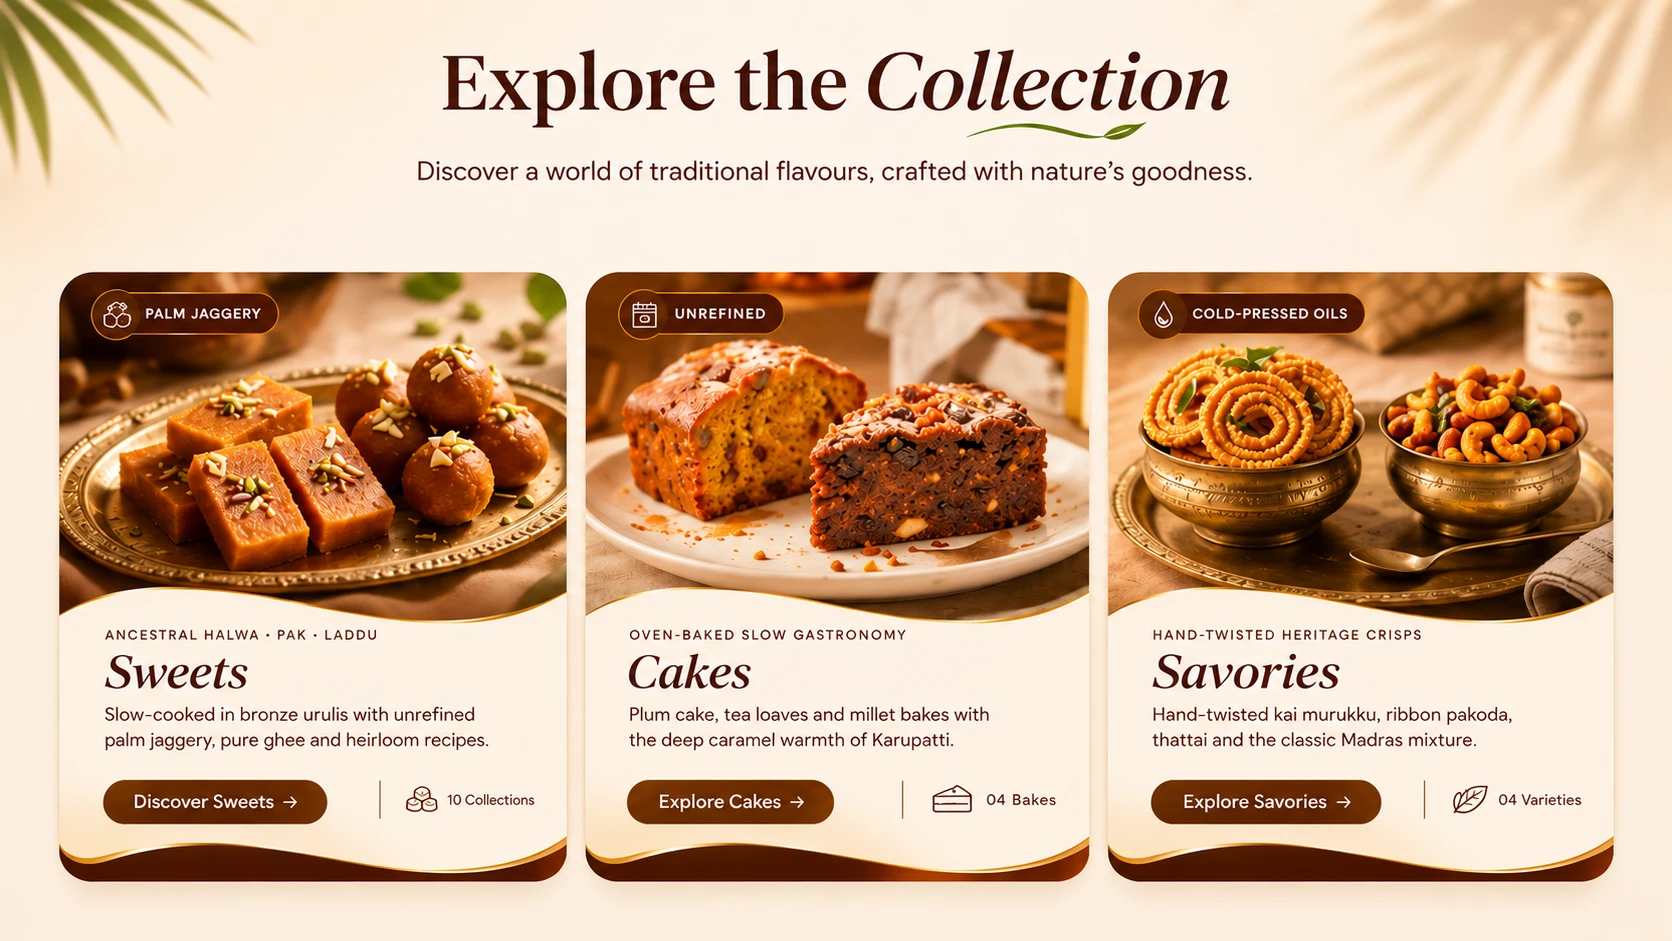 Explore the Collection
Discover a world of traditional flavours, crafted with nature's goodness.
PALM JAGGERY
ANCESTRAL HALWA • PAK • LADDU
Sweets
Slow-cooked in bronze urulis with unrefined
palm jaggery, pure ghee and heirloom recipes.
Discover Sweets →
10 Collections
UNREFINED
OVEN-BAKED SLOW GASTRONOMY
Cakes
Plum cake, tea loaves and millet bakes with
the deep caramel warmth of Karupatti.
Explore Cakes →
04 Bakes
COLD-PRESSED OILS
HAND-TWISTED HERITAGE CRISPS
Savories
Hand-twisted kai murukku, ribbon pakoda,
thattai and the classic Madras mixture.
Explore Savories →
04 Varieties